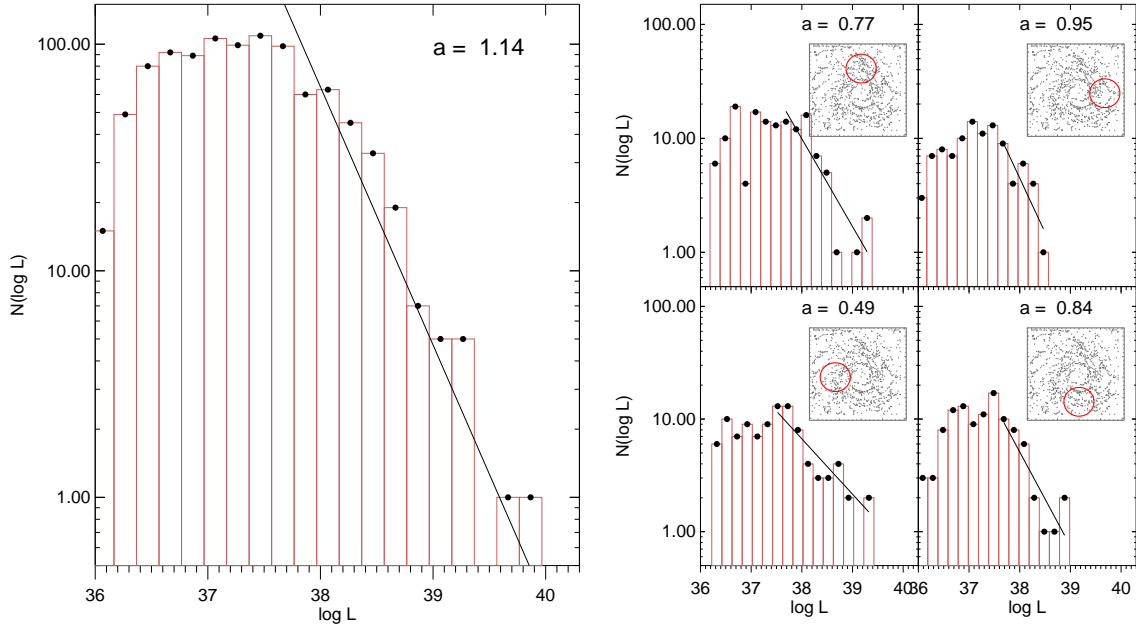 a = 1.14
N(log L)
100.00
10.00
1.00
36 37 38 39 40
log L
a = 0.77
a = 0.95
N(log L)
100.00
10.00
1.00
a = 0.49
a = 0.84
N(log L)
100.00
10.00
1.00
36 37 38 39 40
36 37 38 39 40
log L
log L